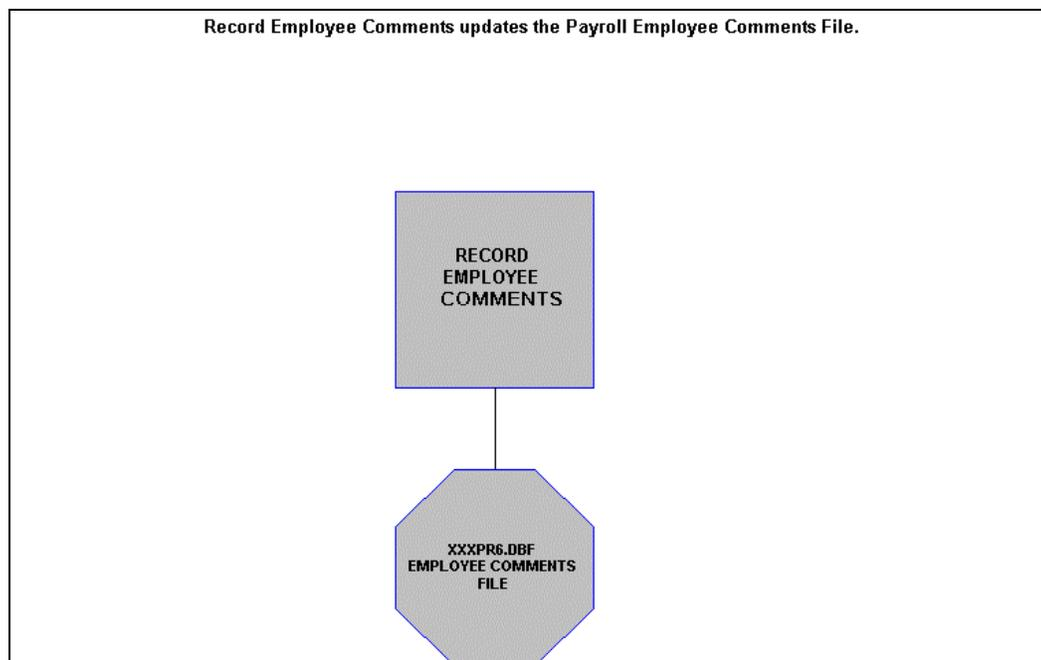 Record Employee Comments updates the Payroll Employee Comments File.
RECORD
EMPLOYEE
COMMENTS
XXXPR6.DBF
EMPLOYEE COMMENTS
FILE